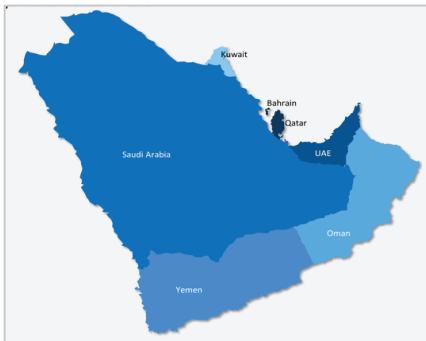 Kuwait
Bahrain
Qatar
Saudi Arabia
UAE
Oman
Yemen